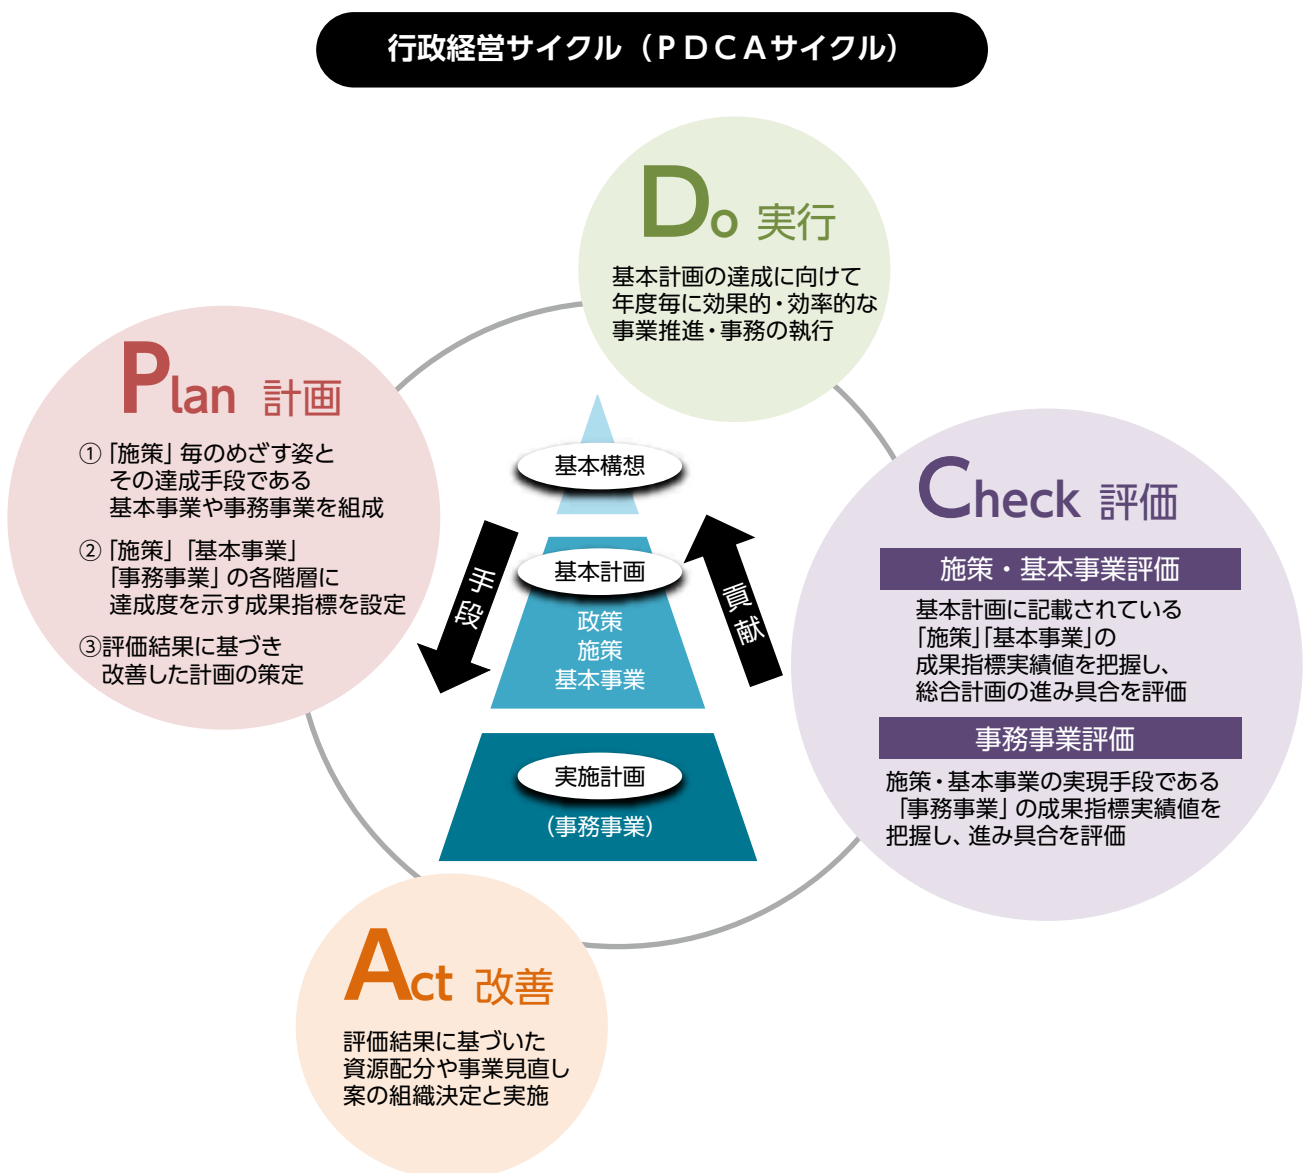 行政経営サイクル（ＰＤＣＡサイクル）
Do 実行
基本計画の達成に向けて
年度毎に効果的・効率的な
事業推進・事務の執行
Plan 計画
①「施策」毎のめざす姿と
その達成手段である
基本事業や事務事業を組成
②「施策」「基本事業」
「事務事業」の各階層に
達成度を示す成果指標を設定
③評価結果に基づき
改善した計画の策定
基本構想
基本計画
政策
施策
基本事業
実施計画
（事務事業）
手段
貢献
Check 評価
施策・基本事業評価
基本計画に記載されている
「施策」「基本事業」の
成果指標実績値を把握し、
総合計画の進み具合を評価
事務事業評価
施策・基本事業の実現手段である
「事務事業」の成果指標実績値を
把握し、進み具合を評価
Act 改善
評価結果に基づいた
資源配分や事業見直し
案の組織決定と実施